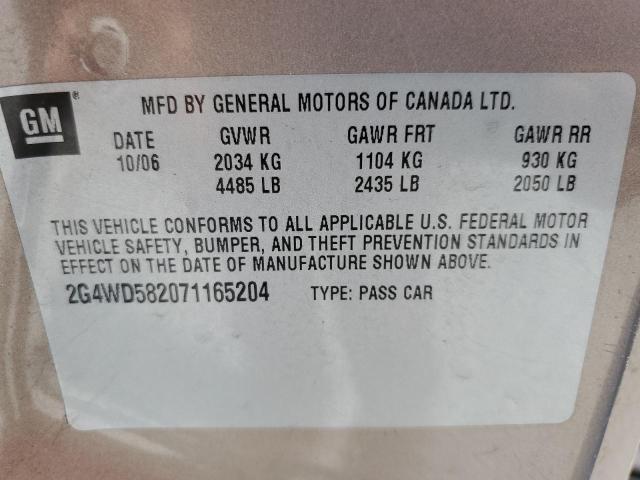 GM ® MFD BY GENERAL MOTORS OF CANADA LTD.
DATE GVWR GAWR FRT GAWR RR
10/06 2034 KG 1104 KG 930 KG
4485 LB 2435 LB 2050 LB
THIS VEHICLE CONFORMS TO ALL APPLICABLE U.S. FEDERAL MOTOR
VEHICLE SAFETY, BUMPER, AND THEFT PREVENTION STANDARDS IN
EFFECT ON THE DATE OF MANUFACTURE SHOWN ABOVE.
2G4WD582071165204 TYPE: PASS CAR